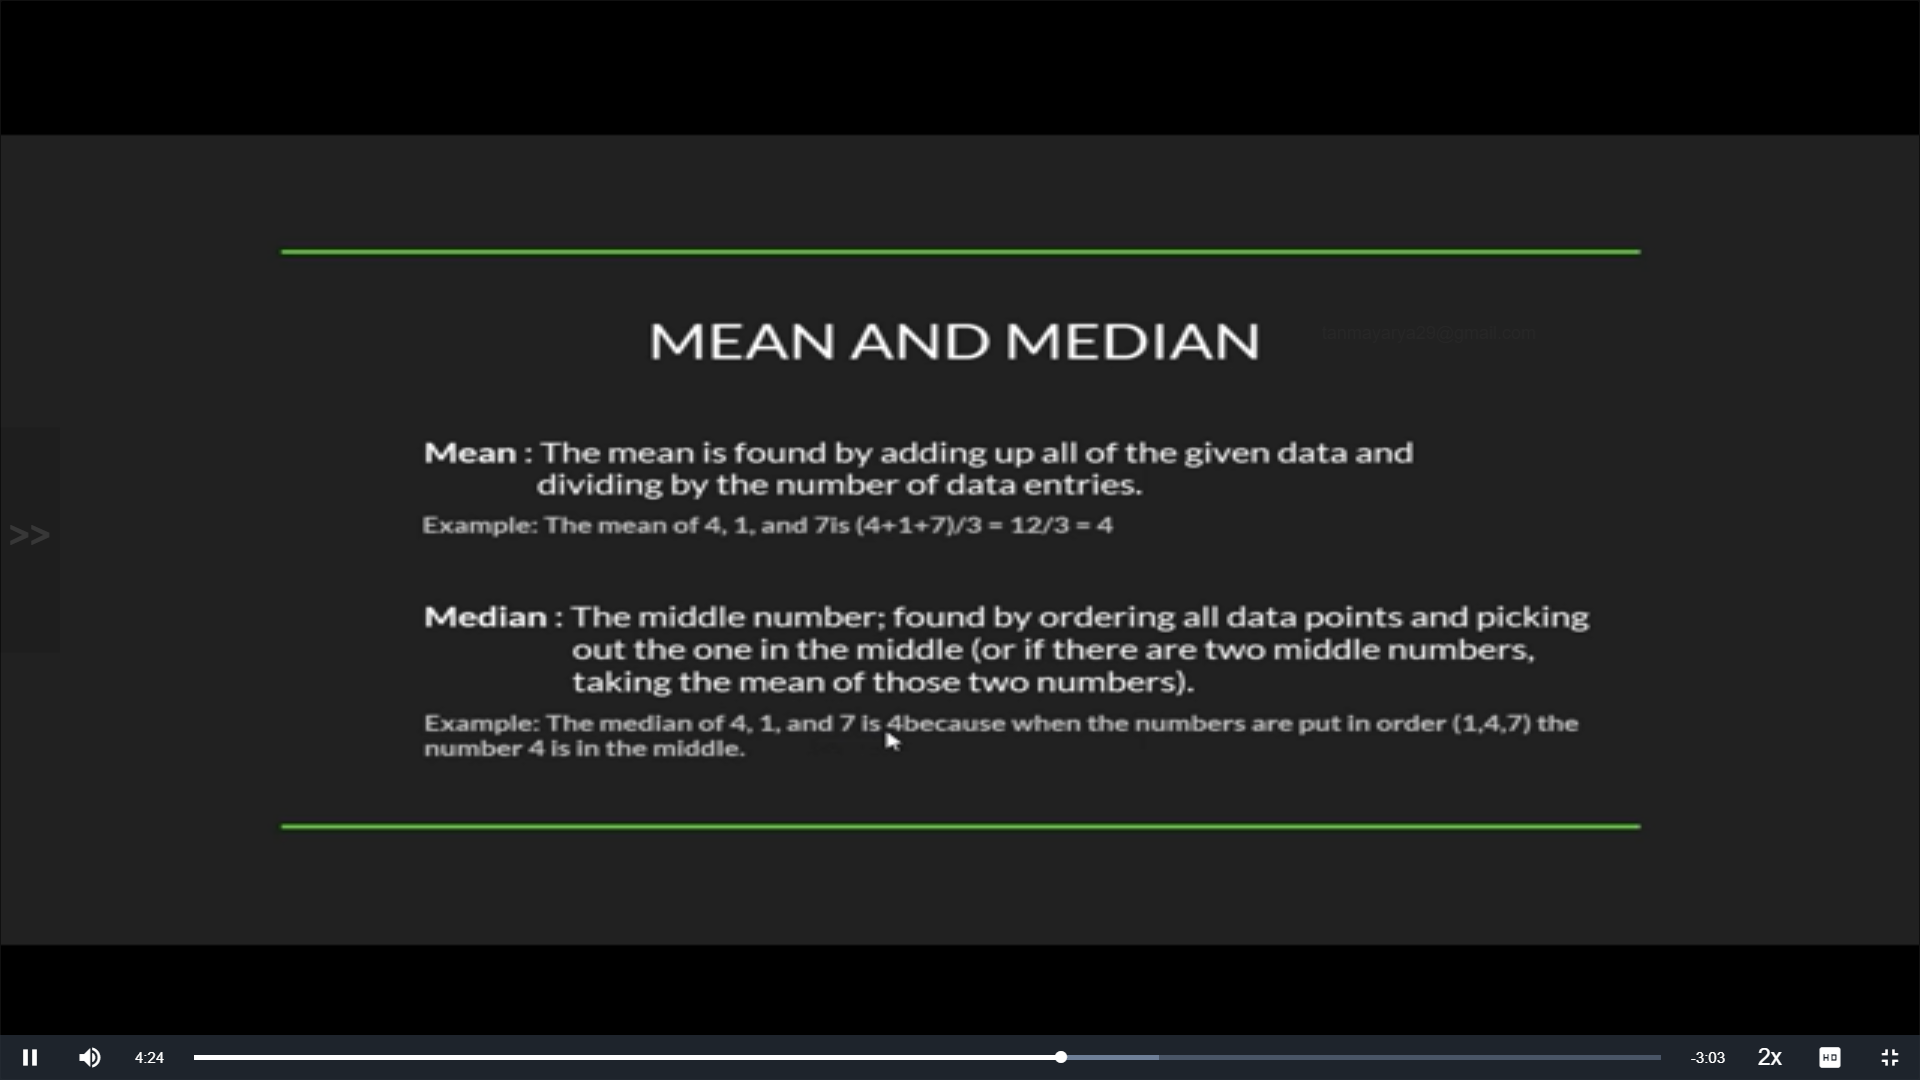 MEAN AND MEDIAN
Mean : The mean is found by adding up all of the given data and
dividing by the number of data entries.
Example: The mean of 4, 1, and 7is (4+1+7)/3 = 12/3 = 4
>>
Median : The middle number; found by ordering all data points and picking
out the one in the middle (or if there are two middle numbers,
taking the mean of those two numbers).
Example: The median of 4, 1, and 7 is 4because when the numbers are put in order (1,4,7) the
number 4 is in the middle.
4:24
-3:03
2x
HD